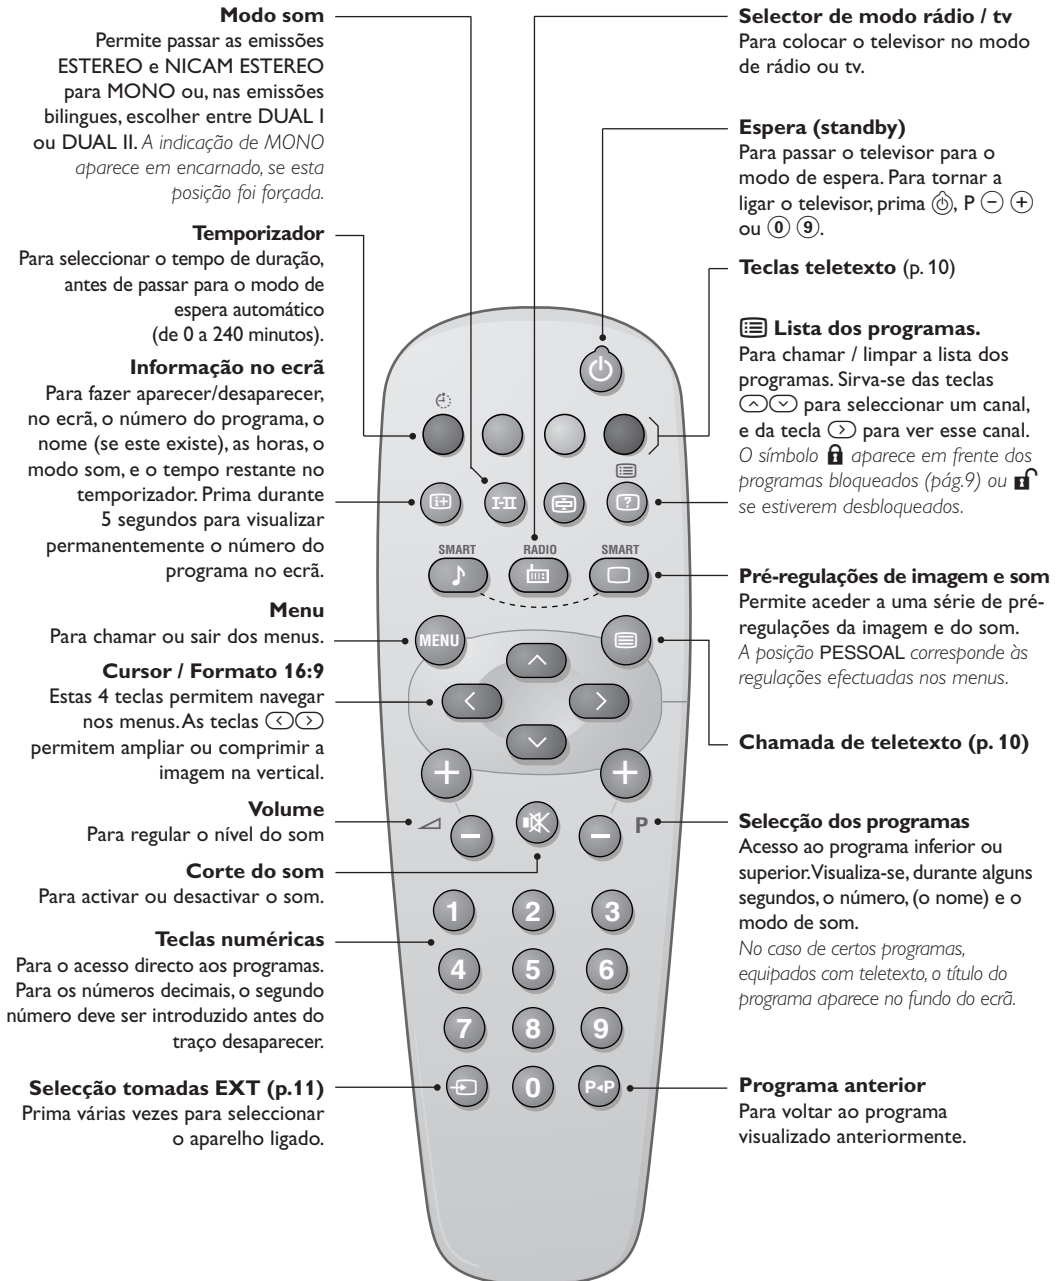 Modo som
Permite passar as emissões
ESTEREO e NICAM ESTEREO
para MONO ou, nas emissões
bilingues, escolher entre DUAL I
ou DUAL II. A indicação de MONO
aparece em encarnado, se esta
posição foi forçada.
Temporizador
Para seleccionar o tempo de duração,
antes de passar para o modo de
espera automático
(de 0 a 240 minutos).
Informação no ecrã
Para fazer aparecer/desaparecer,
no ecrã, o número do programa, o
nome (se este existe), as horas, o
modo som, e o tempo restante no
temporizador. Prima durante
5 segundos para visualizar
permanentemente o número do
programa no ecrã.
Menu
Para chamar ou sair dos menus.
Cursor / Formato 16:9
Estas 4 teclas permitem navegar
nos menus. As teclas <>
permitem ampliar ou comprimir a
imagem na vertical.
Volume
Para regular o nível do som
Corte do som
Para activar ou desactivar o som.
Teclas numéricas
Para o acesso directo aos programas.
Para os números decimais, o segundo
número deve ser introduzido antes do
traço desaparecer.
Selecção tomadas EXT (p.11)
Prima várias vezes para seleccionar
o aparelho ligado.
i+ I-II ?
SMART RADIO SMART
MENU
+ +
- - P
1 2 3
4 5 6
7 8 9
0 P◂P
Selector de modo rádio / tv
Para colocar o televisor no modo
de rádio ou tv.
Espera (standby)
Para passar o televisor para o
modo de espera. Para tornar a
ligar o televisor, prima ⏻, P - +
ou 0 9.
Teclas teletexto (p. 10)
Lista dos programas.
Para chamar / limpar a lista dos
programas. Sirva-se das teclas
para seleccionar um canal,
e da tecla > para ver esse canal.
O símbolo 🔒 aparece em frente dos
programas bloqueados (pág.9) ou 🔓
se estiverem desbloqueados.
Pré-regulações de imagem e som
Permite aceder a uma série de pré-
regulações da imagem e do som.
A posição PESSOAL corresponde às
regulações efectuadas nos menus.
Chamada de teletexto (p. 10)
Selecção dos programas
Acesso ao programa inferior ou
superior.Visualiza-se, durante alguns
segundos, o número, (o nome) e o
modo de som.
No caso de certos programas,
equipados com teletexto, o título do
programa aparece no fundo do ecrã.
Programa anterior
Para voltar ao programa
visualizado anteriormente.